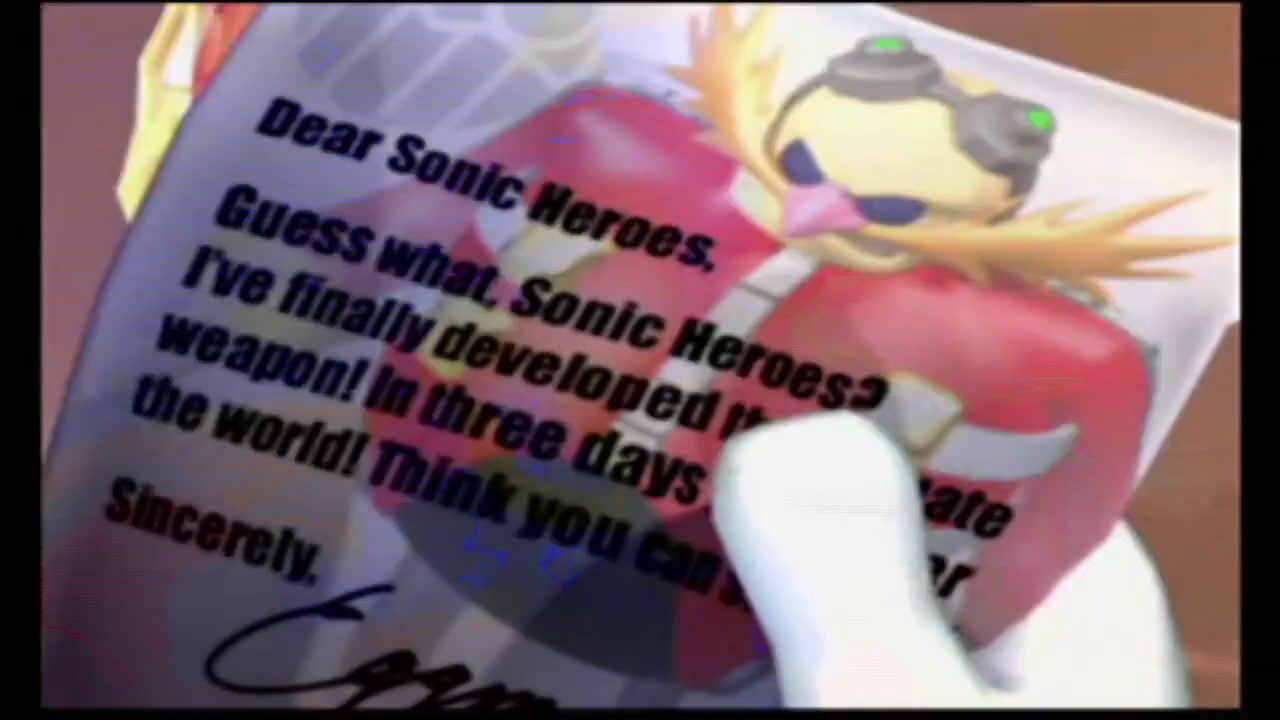 Dear Sonic Heroes,
Guess what, Sonic Heroes?
I've finally developed
weapon! In three days
the world! Think you can
Sincerely,